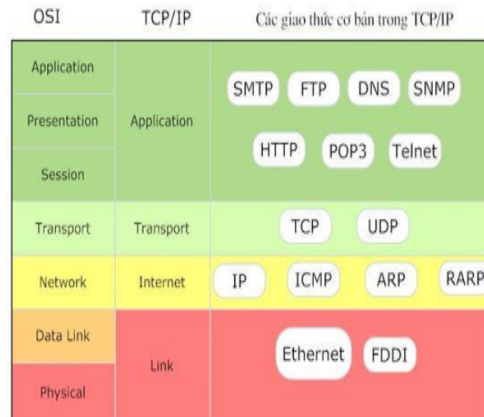 OSI TCP/IP Các giao thức cơ bản trong TCP/IP
Application
Presentation
Session
Application
SMTP FTP DNS SNMP
HTTP POP3 Telnet
Transport Transport TCP UDP
Network Internet IP ICMP ARP RARP
Data Link
Physical
Link
Ethernet FDDI